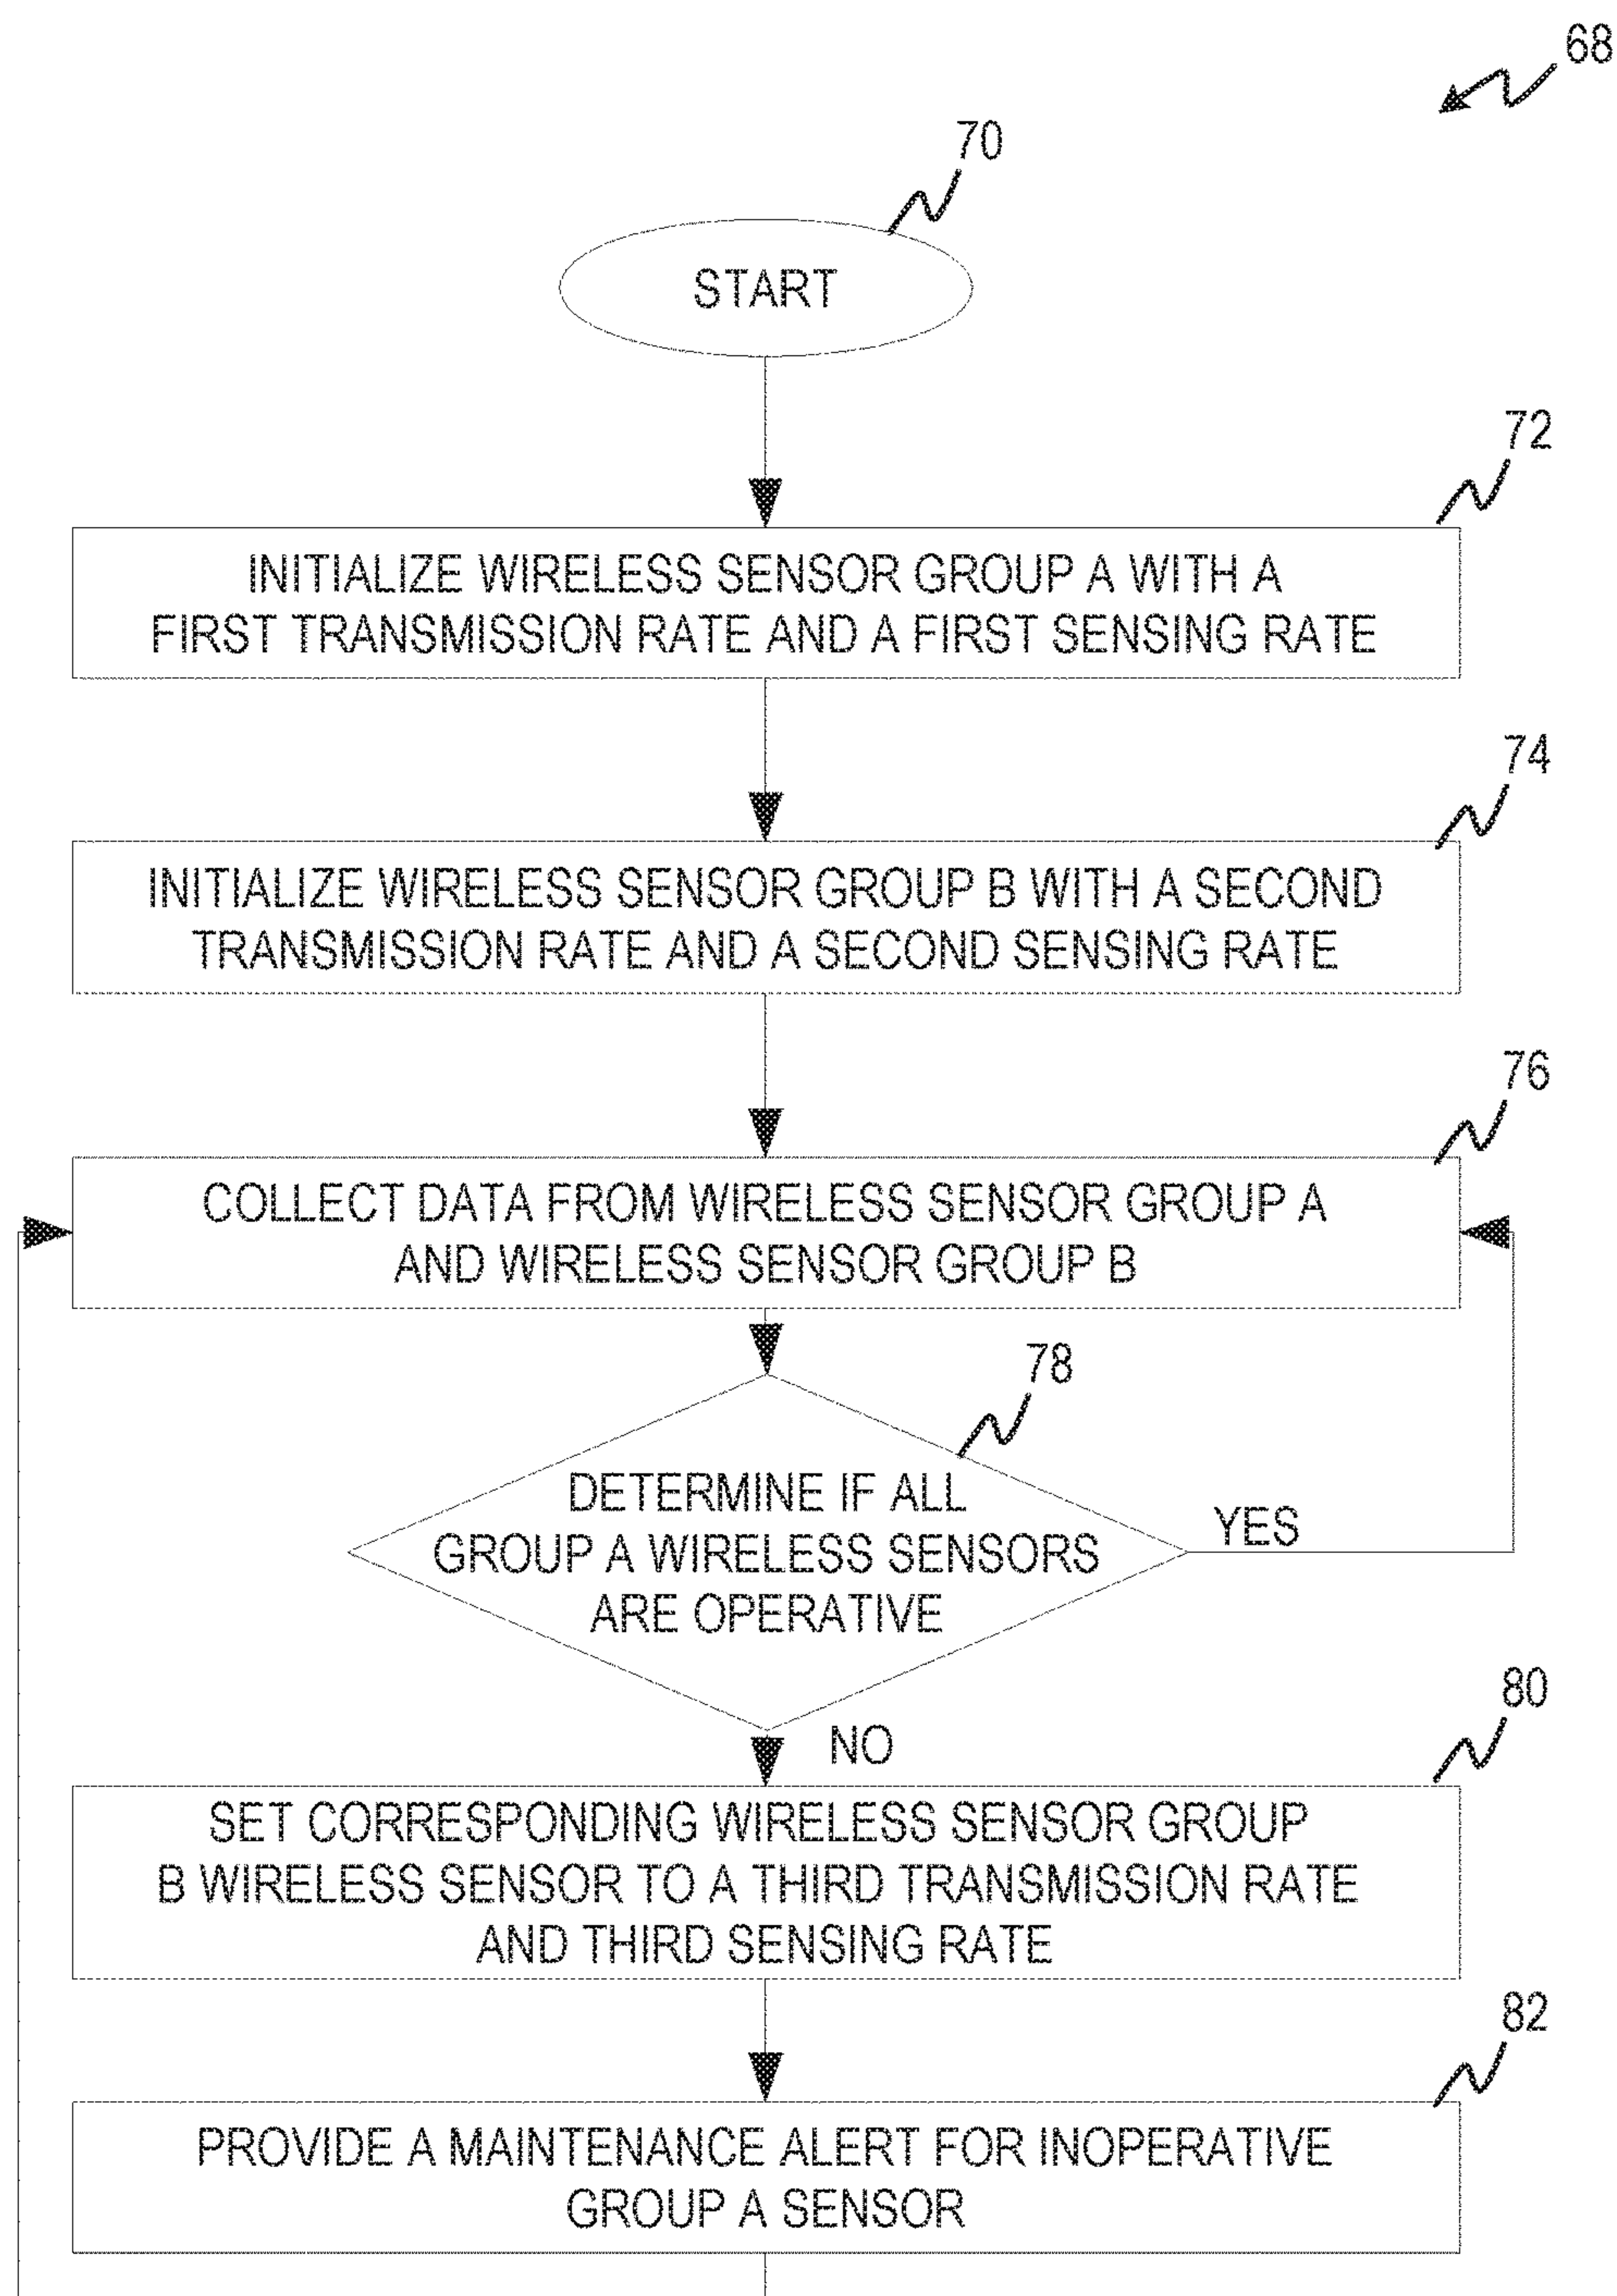 68
70
START
72
INITIALIZE WIRELESS SENSOR GROUP A WITH A
FIRST TRANSMISSION RATE AND A FIRST SENSING RATE
74
INITIALIZE WIRELESS SENSOR GROUP B WITH A SECOND
TRANSMISSION RATE AND A SECOND SENSING RATE
76
COLLECT DATA FROM WIRELESS SENSOR GROUP A
AND WIRELESS SENSOR GROUP B
78
DETERMINE IF ALL
GROUP A WIRELESS SENSORS
ARE OPERATIVE
YES
NO
80
SET CORRESPONDING WIRELESS SENSOR GROUP
B WIRELESS SENSOR TO A THIRD TRANSMISSION RATE
AND THIRD SENSING RATE
82
PROVIDE A MAINTENANCE ALERT FOR INOPERATIVE
GROUP A SENSOR